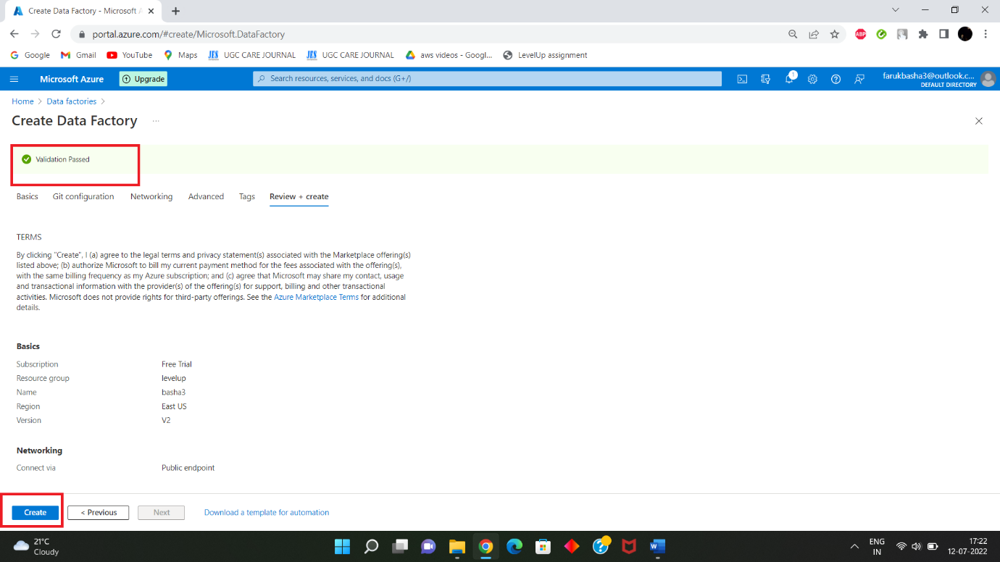 Create Data Factory - Microsoft A
portal.azure.com/#create/Microsoft.DataFactory
ABP
Google Gmail YouTube Maps JES UGC CARE JOURNAL JES UGC CARE JOURNAL aws videos - Googl... LevelUp assignment
Microsoft Azure Upgrade Search resources, services, and docs (G+/) 1 farukbasha3@outlook.c...
DEFAULT DIRECTORY
Home > Data factories >
Create Data Factory ...
Validation Passed
Basics Git configuration Networking Advanced Tags Review + create
TERMS
By clicking "Create", I (a) agree to the legal terms and privacy statement(s) associated with the Marketplace offering(s)
listed above; (b) authorize Microsoft to bill my current payment method for the fees associated with the offering(s),
with the same billing frequency as my Azure subscription; and (c) agree that Microsoft may share my contact, usage
and transactional information with the provider(s) of the offering(s) for support, billing and other transactional
activities. Microsoft does not provide rights for third-party offerings. See the Azure Marketplace Terms for additional
details.
Basics
Subscription Free Trial
Resource group levelup
Name basha3
Region East US
Version V2
Networking
Connect via Public endpoint
Create < Previous Next Download a template for automation
21°C
Cloudy
ENG
IN
17:22
12-07-2022